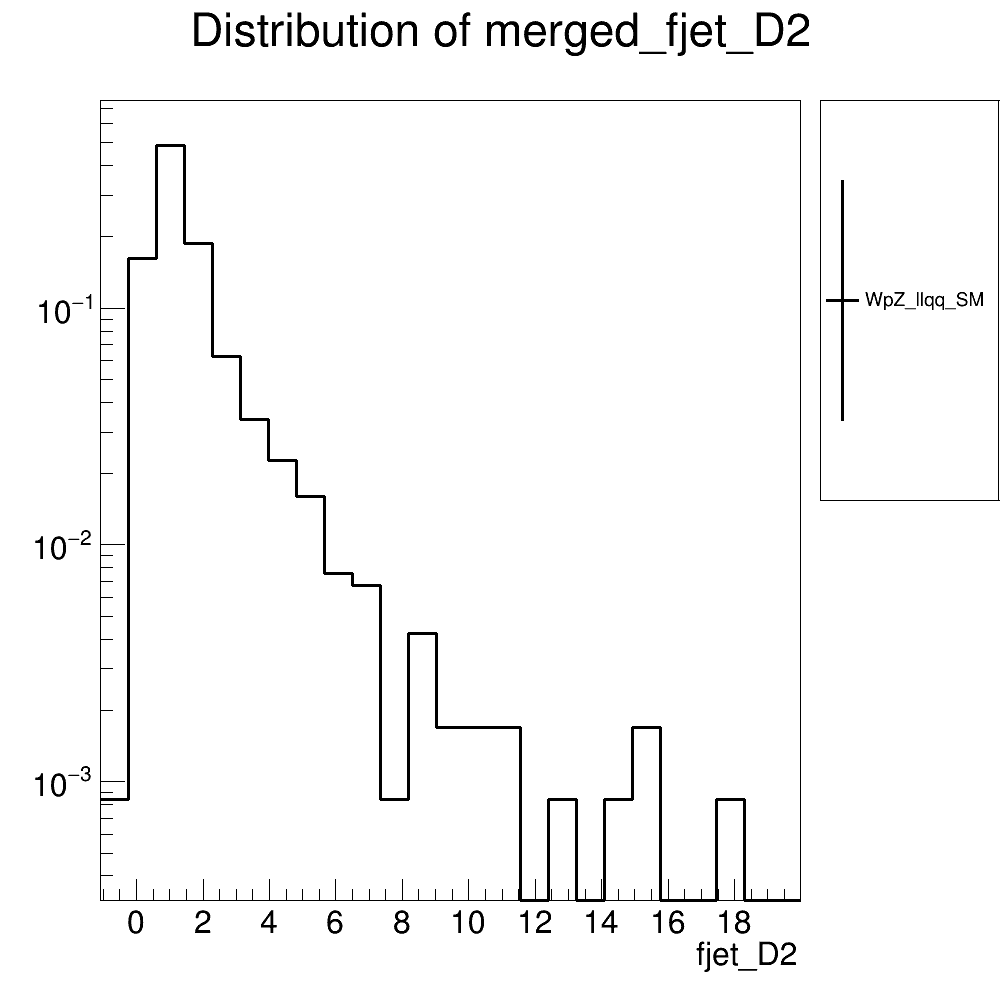 Distribution of merged_fjet_D2
10−1
10−2
10−3
WpZ_llqq_SM
0 2 4 6 8 10 12 14 16 18
fjet_D2